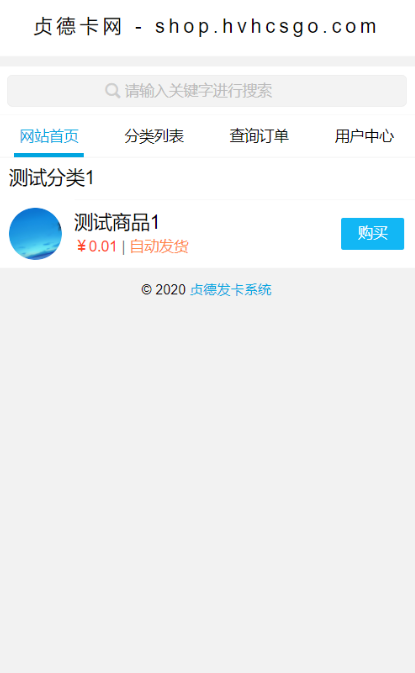 贞德卡网 - shop.hvhcsgo.com
请输入关键字进行搜索
网站首页 分类列表 查询订单 用户中心
测试分类1
测试商品1
¥0.01 | 自动发货
购买
© 2020 贞德发卡系统